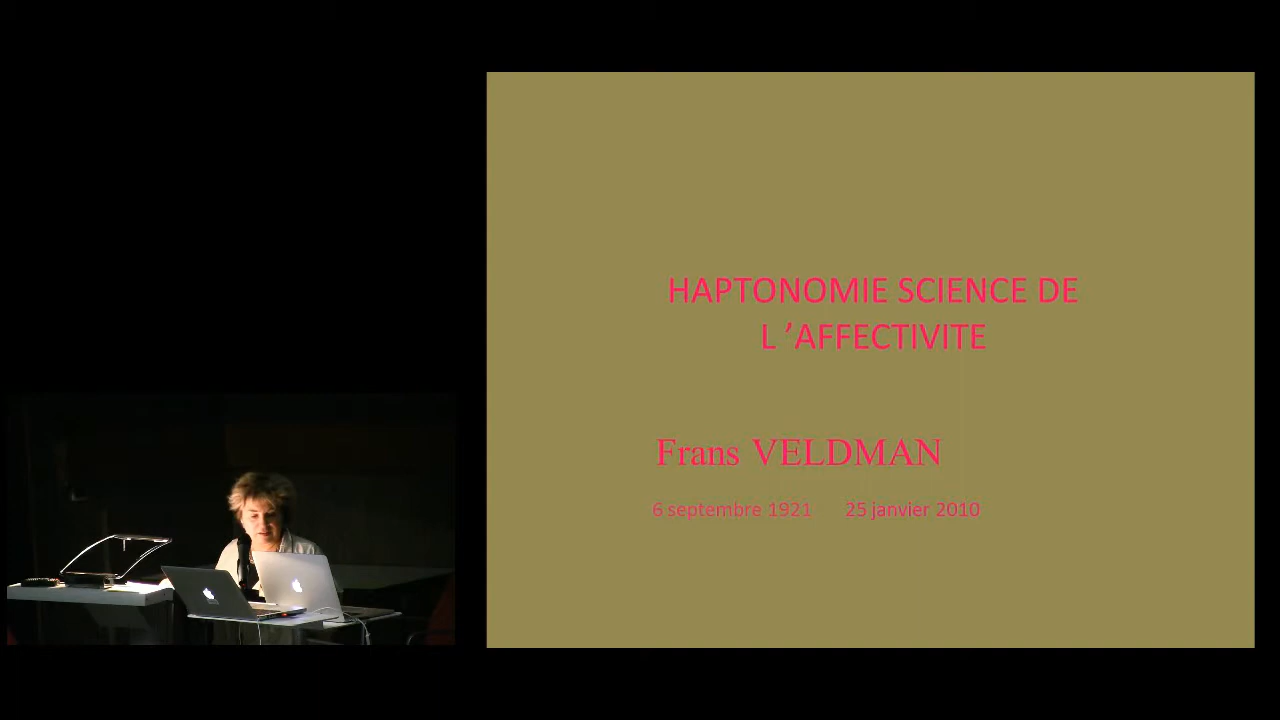 HAPTONOMIE SCIENCE DE
L ’AFFECTIVITE
Frans VELDMAN
6 septembre 1921 25 janvier 2010